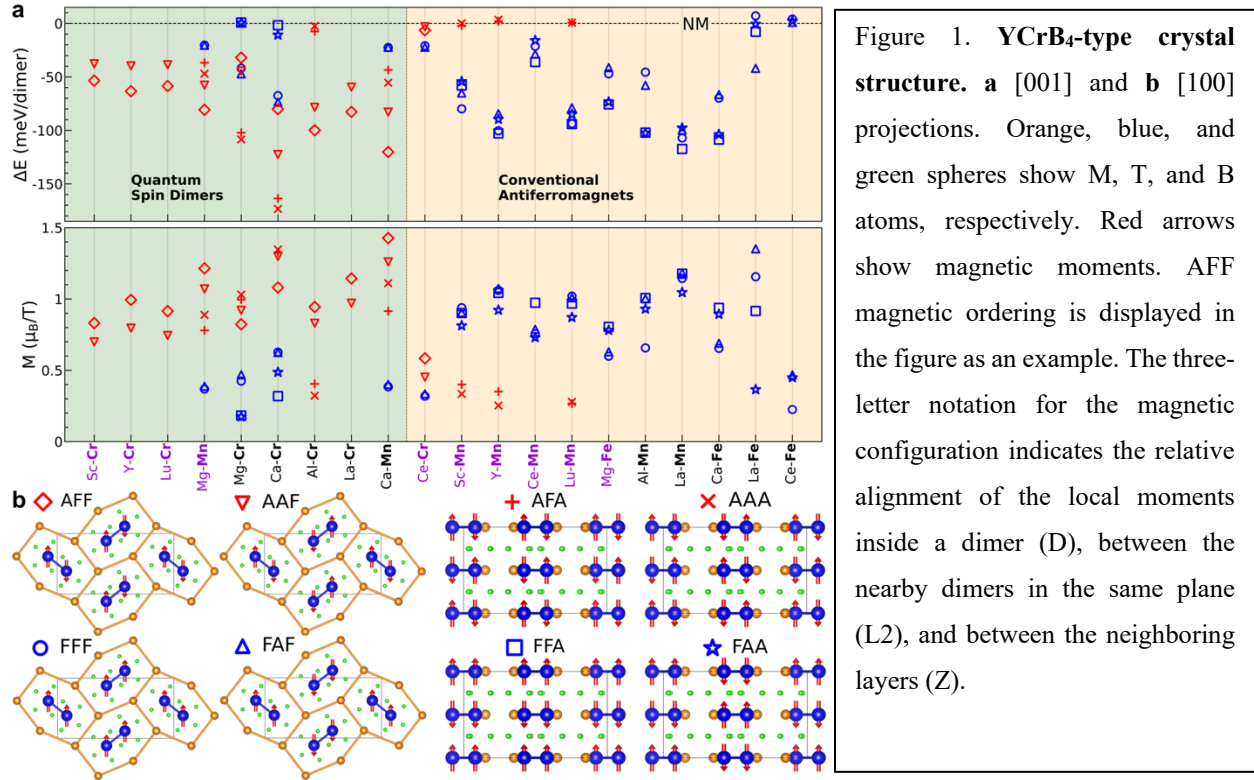 a
NM
0
-50
-100
-150
ΔE (meV/dimer)
Quantum
Spin Dimers
Conventional
Antiferromagnets
1.5
1
0.5
0
M (μB/T)
Sc-Cr
Y-Cr
Lu-Cr
Mg-Mn
Mg-Cr
Ca-Cr
Al-Cr
La-Cr
Ca-Mn
Ce-Cr
Sc-Mn
Y-Mn
Ce-Mn
Lu-Mn
Mg-Fe
Al-Mn
La-Mn
Ca-Fe
La-Fe
Ce-Fe
b
AFF
AAF
AFA
AAA
FFF
FAF
FFA
FAA
Figure 1. YCrB₄-type crystal
structure. a [001] and b [100]
projections. Orange, blue, and
green spheres show M, T, and B
atoms, respectively. Red arrows
show magnetic moments. AFF
magnetic ordering is displayed in
the figure as an example. The three-
letter notation for the magnetic
configuration indicates the relative
alignment of the local moments
inside a dimer (D), between the
nearby dimers in the same plane
(L2), and between the neighboring
layers (Z).